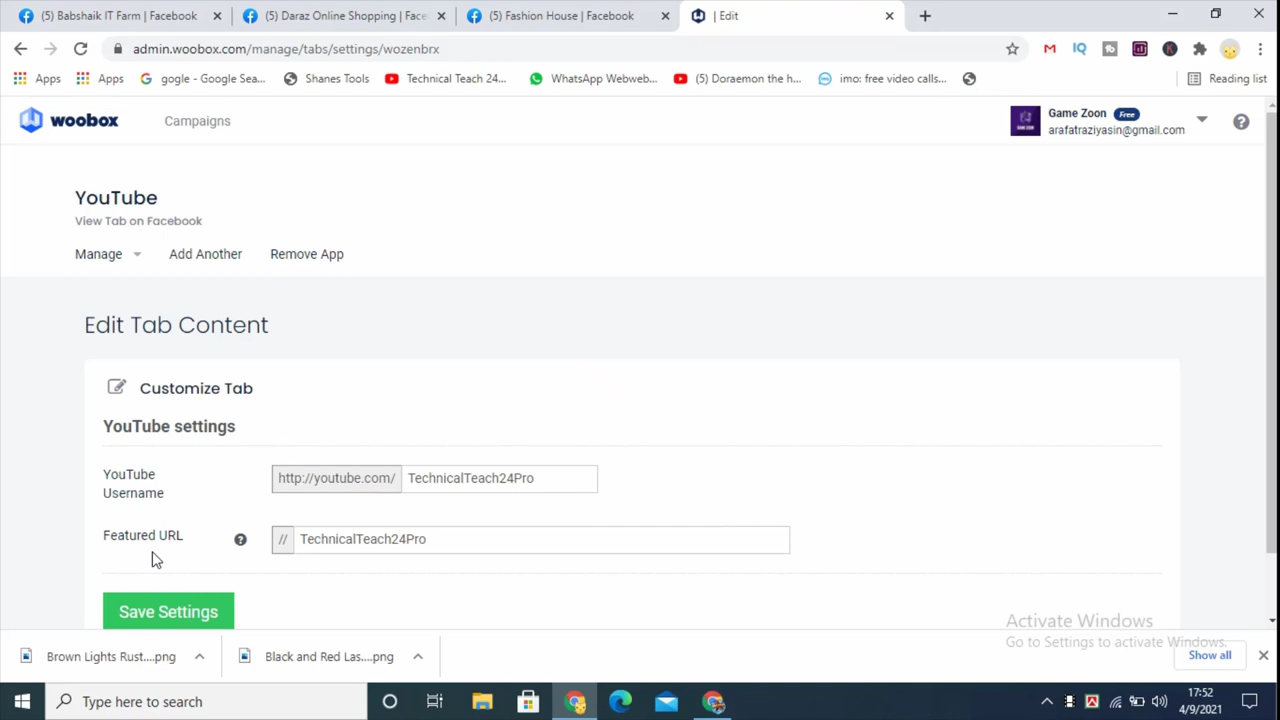 (5) Babshaik IT Farm | Facebook
(5) Daraz Online Shopping | Face
(5) Fashion House | Facebook
| Edit
admin.woobox.com/manage/tabs/settings/wozenbrx
Apps
Apps
gogle - Google Sea...
Shanes Tools
Technical Teach 24...
WhatsApp Webweb...
(5) Doraemon the h...
imo: free video calls...
Reading list
woobox
Campaigns
Game Zoon Free
arafatraziyasin@gmail.com
YouTube
View Tab on Facebook
Manage
Add Another
Remove App
Edit Tab Content
Customize Tab
YouTube settings
YouTube
Username
http://youtube.com/
TechnicalTeach24Pro
Featured URL
//
TechnicalTeach24Pro
Save Settings
Activate Windows
Go to Settings to activate Windows.
Brown Lights Rust....png
Black and Red Las....png
Show all
Type here to search
17:52
4/9/2021